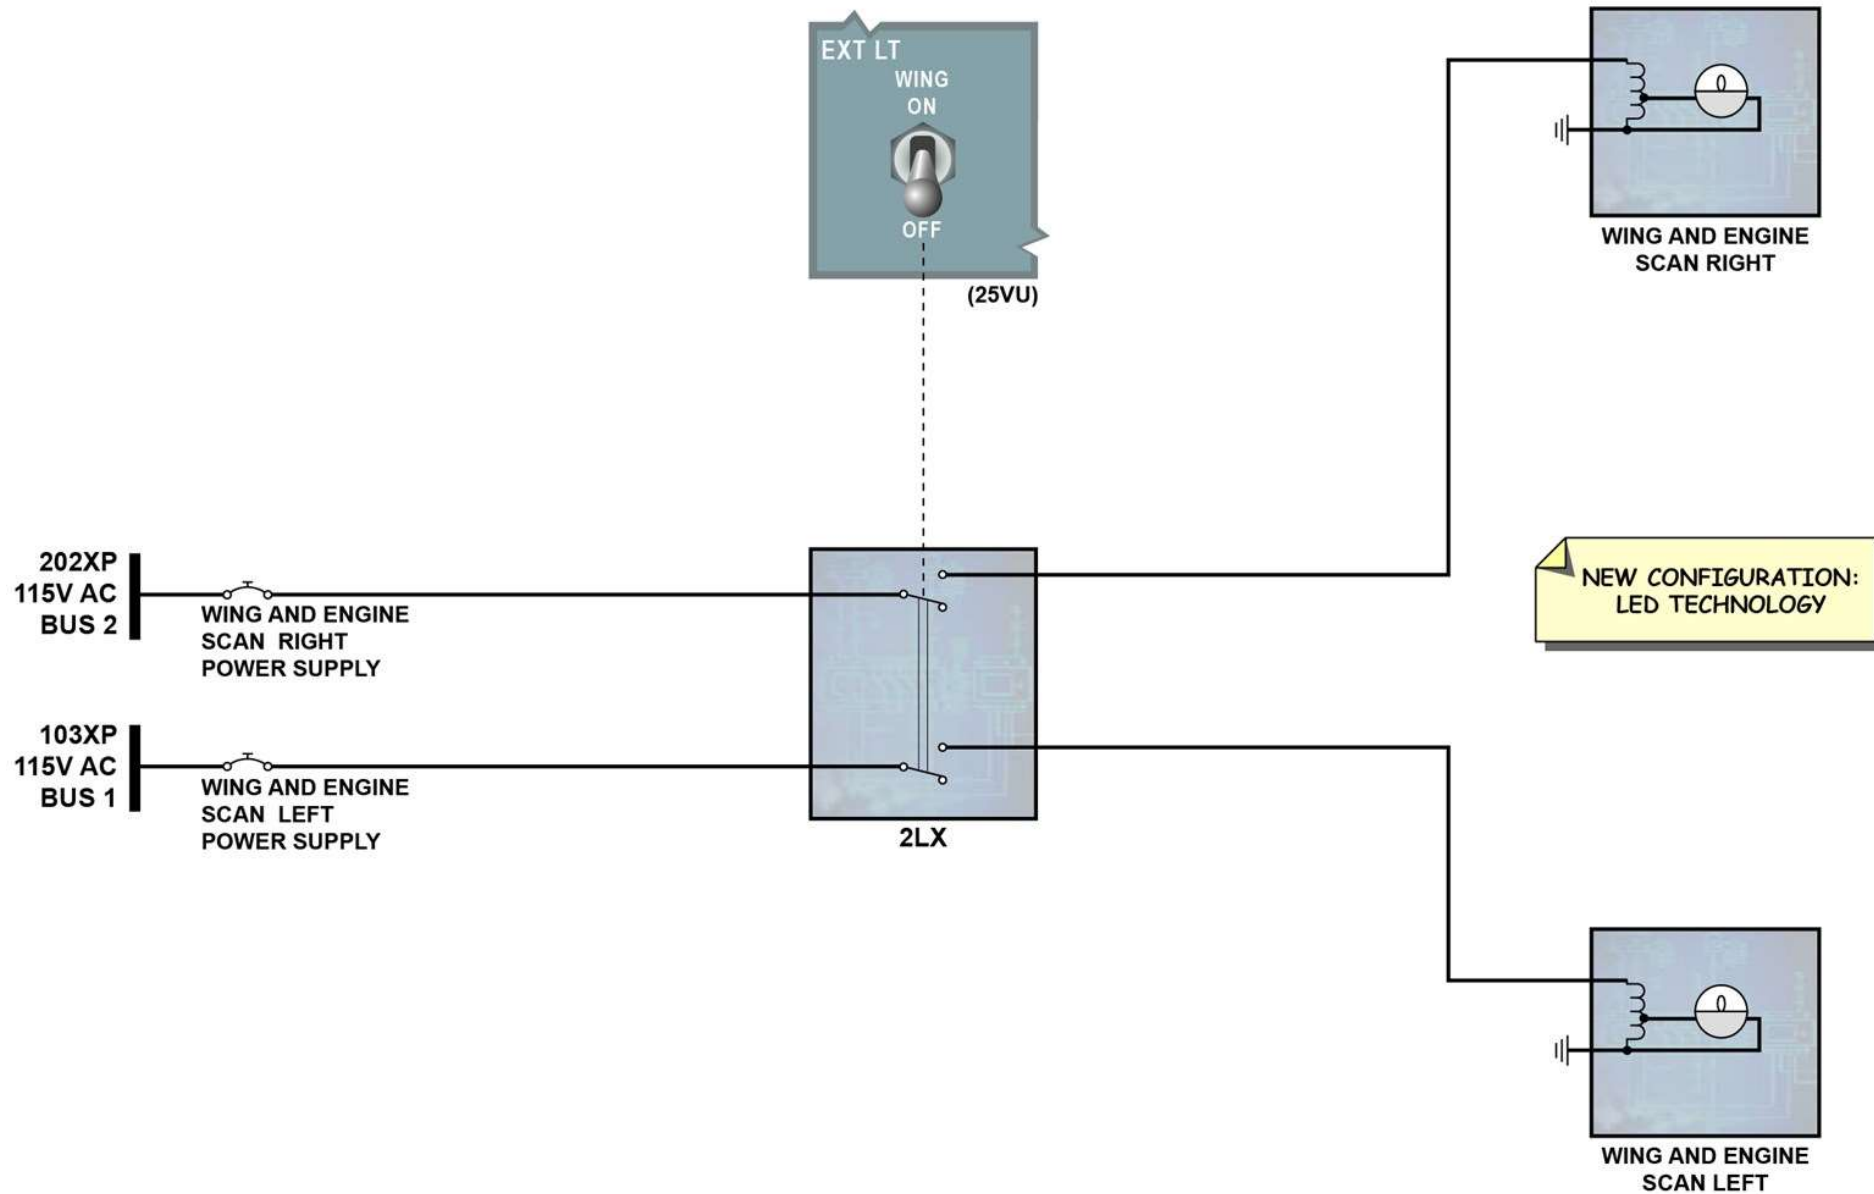 EXT LT
WING
ON
OFF
(25VU)
WING AND ENGINE
SCAN RIGHT
202XP
115V AC
BUS 2
WING AND ENGINE
SCAN RIGHT
POWER SUPPLY
NEW CONFIGURATION:
LED TECHNOLOGY
103XP
115V AC
BUS 1
WING AND ENGINE
SCAN LEFT
POWER SUPPLY
2LX
WING AND ENGINE
SCAN LEFT